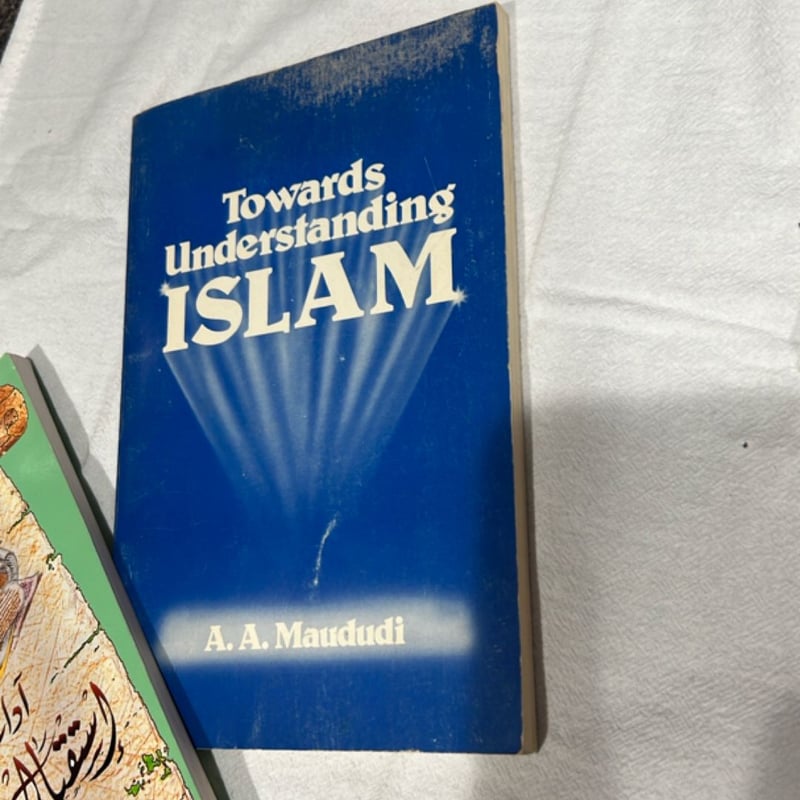 Towards
Understanding
ISLAM
A. A. Maududi